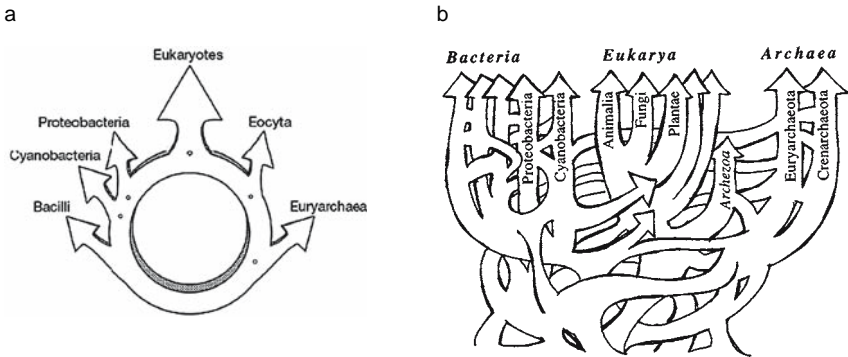 a
Eukaryotes
Proteobacteria
Eocyta
Cyanobacteria
Bacilli
Euryarchaea
b
Bacteria
Eukarya
Archaea
Proteobacteria
Cyanobacteria
Animalia
Fungi
Plantae
Archezoa
Euryarchaeota
Crenarchaeota